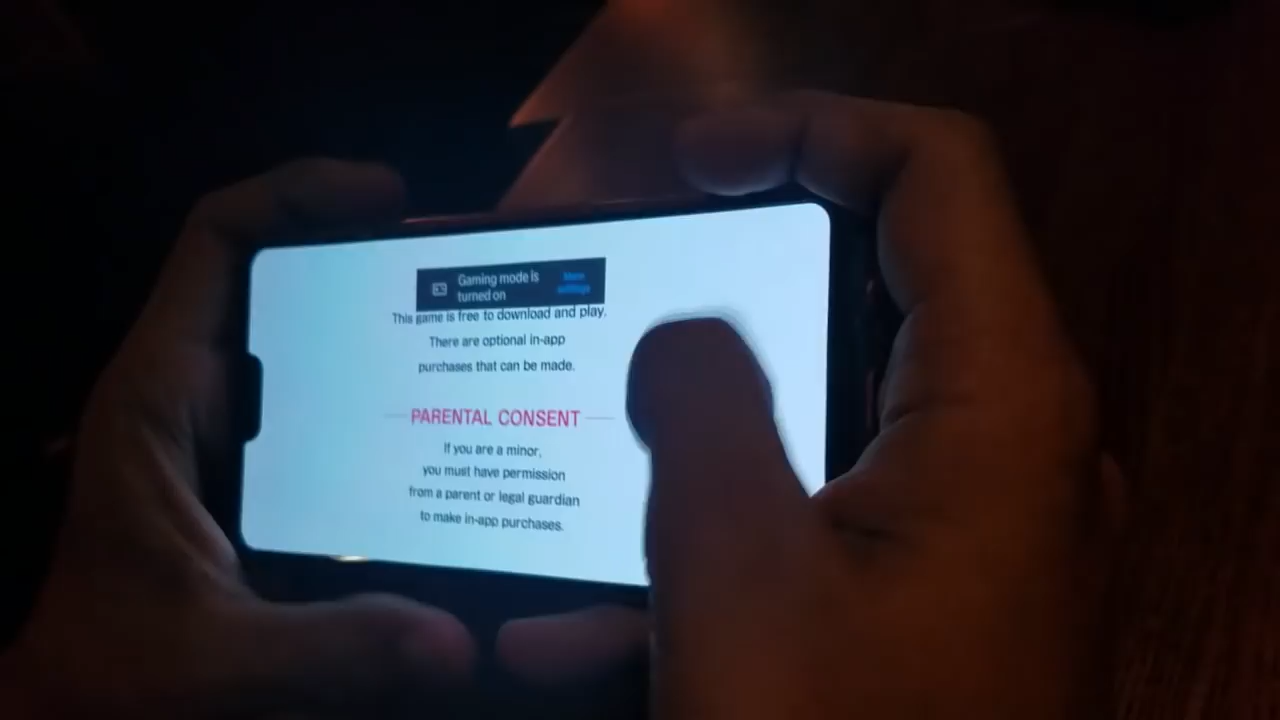 Gaming mode is
turned on
More
settings
This game is free to download and play.
There are optional in-app
purchases that can be made.
PARENTAL CONSENT
If you are a minor,
you must have permission
from a parent or legal guardian
to make in-app purchases.